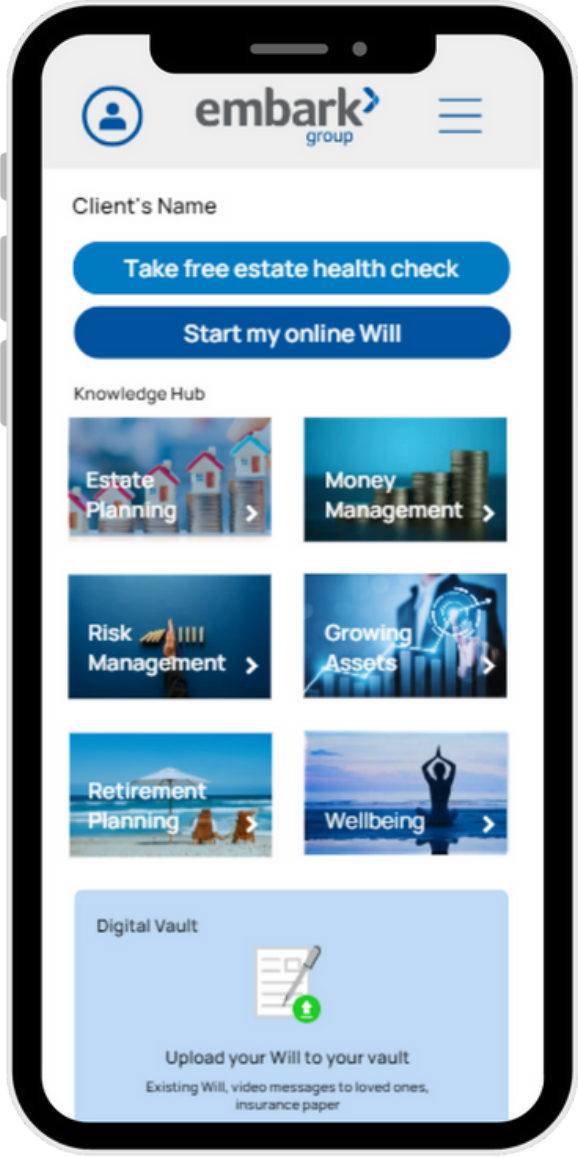 embark
group
Client's Name
Take free estate health check
Start my online Will
Knowledge Hub
Estate
Planning
Money
Management
Risk
Management
Growing
Assets
Retirement
Planning
Wellbeing
Digital Vault
Upload your Will to your vault
Existing Will, video messages to loved ones,
insurance paper